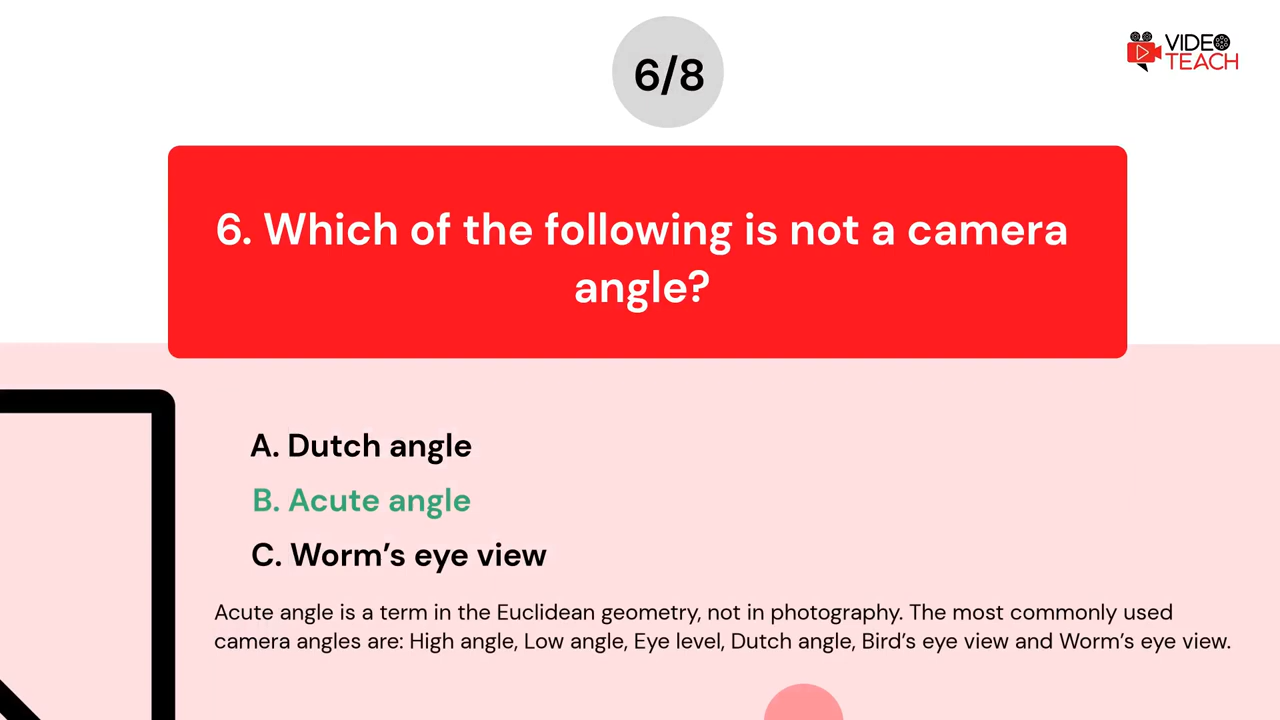 6/8
VIDEO
TEACH
6. Which of the following is not a camera
angle?
A. Dutch angle
B. Acute angle
C. Worm’s eye view
Acute angle is a term in the Euclidean geometry, not in photography. The most commonly used
camera angles are: High angle, Low angle, Eye level, Dutch angle, Bird’s eye view and Worm’s eye view.